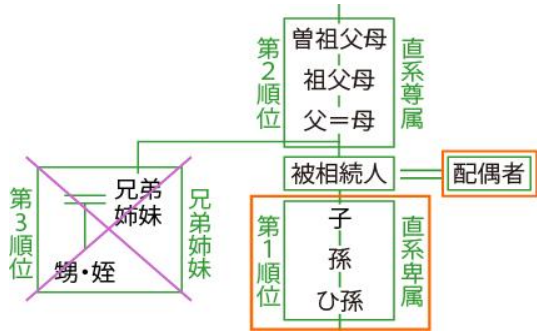 第2順位
曽祖父母
祖父母
父=母
直系尊属
被相続人
配偶者
第3順位
兄弟
姉妹
甥・姪
兄弟姉妹
第1順位
子
孫
ひ孫
直系卑属